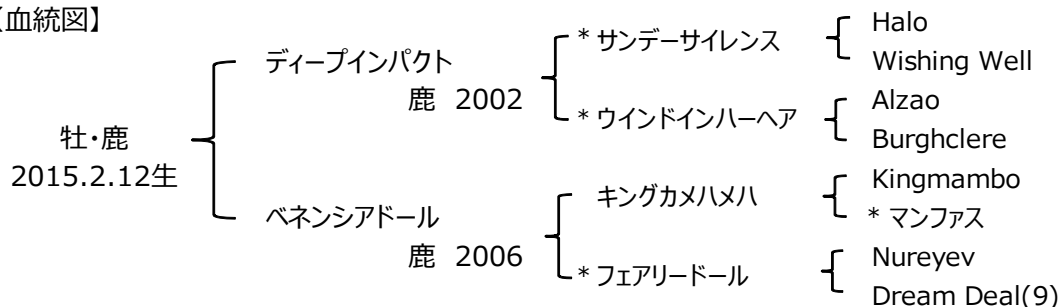 【血統図】
牡・鹿
2015.2.12生
ディープインパクト
鹿 2002
ベネンシアドール
鹿 2006
* サンデーサイレンス
* ウインドインハーヘア
キングカメハメハ
* フェアリードール
Halo
Wishing Well
Alzao
Burghclere
Kingmambo
* マンファス
Nureyev
Dream Deal(9)